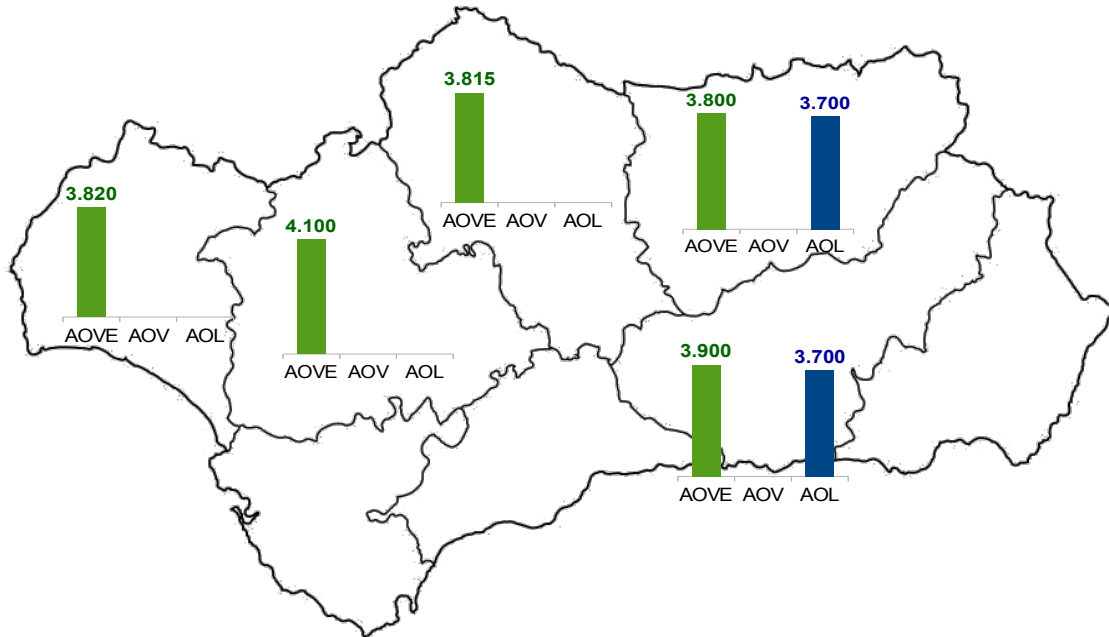 3.815
AOVE AOV AOL
3.800
3.700
AOVE AOV AOL
3.820
AOVE AOV AOL
4.100
AOVE AOV AOL
3.900
3.700
AOVE AOV AOL